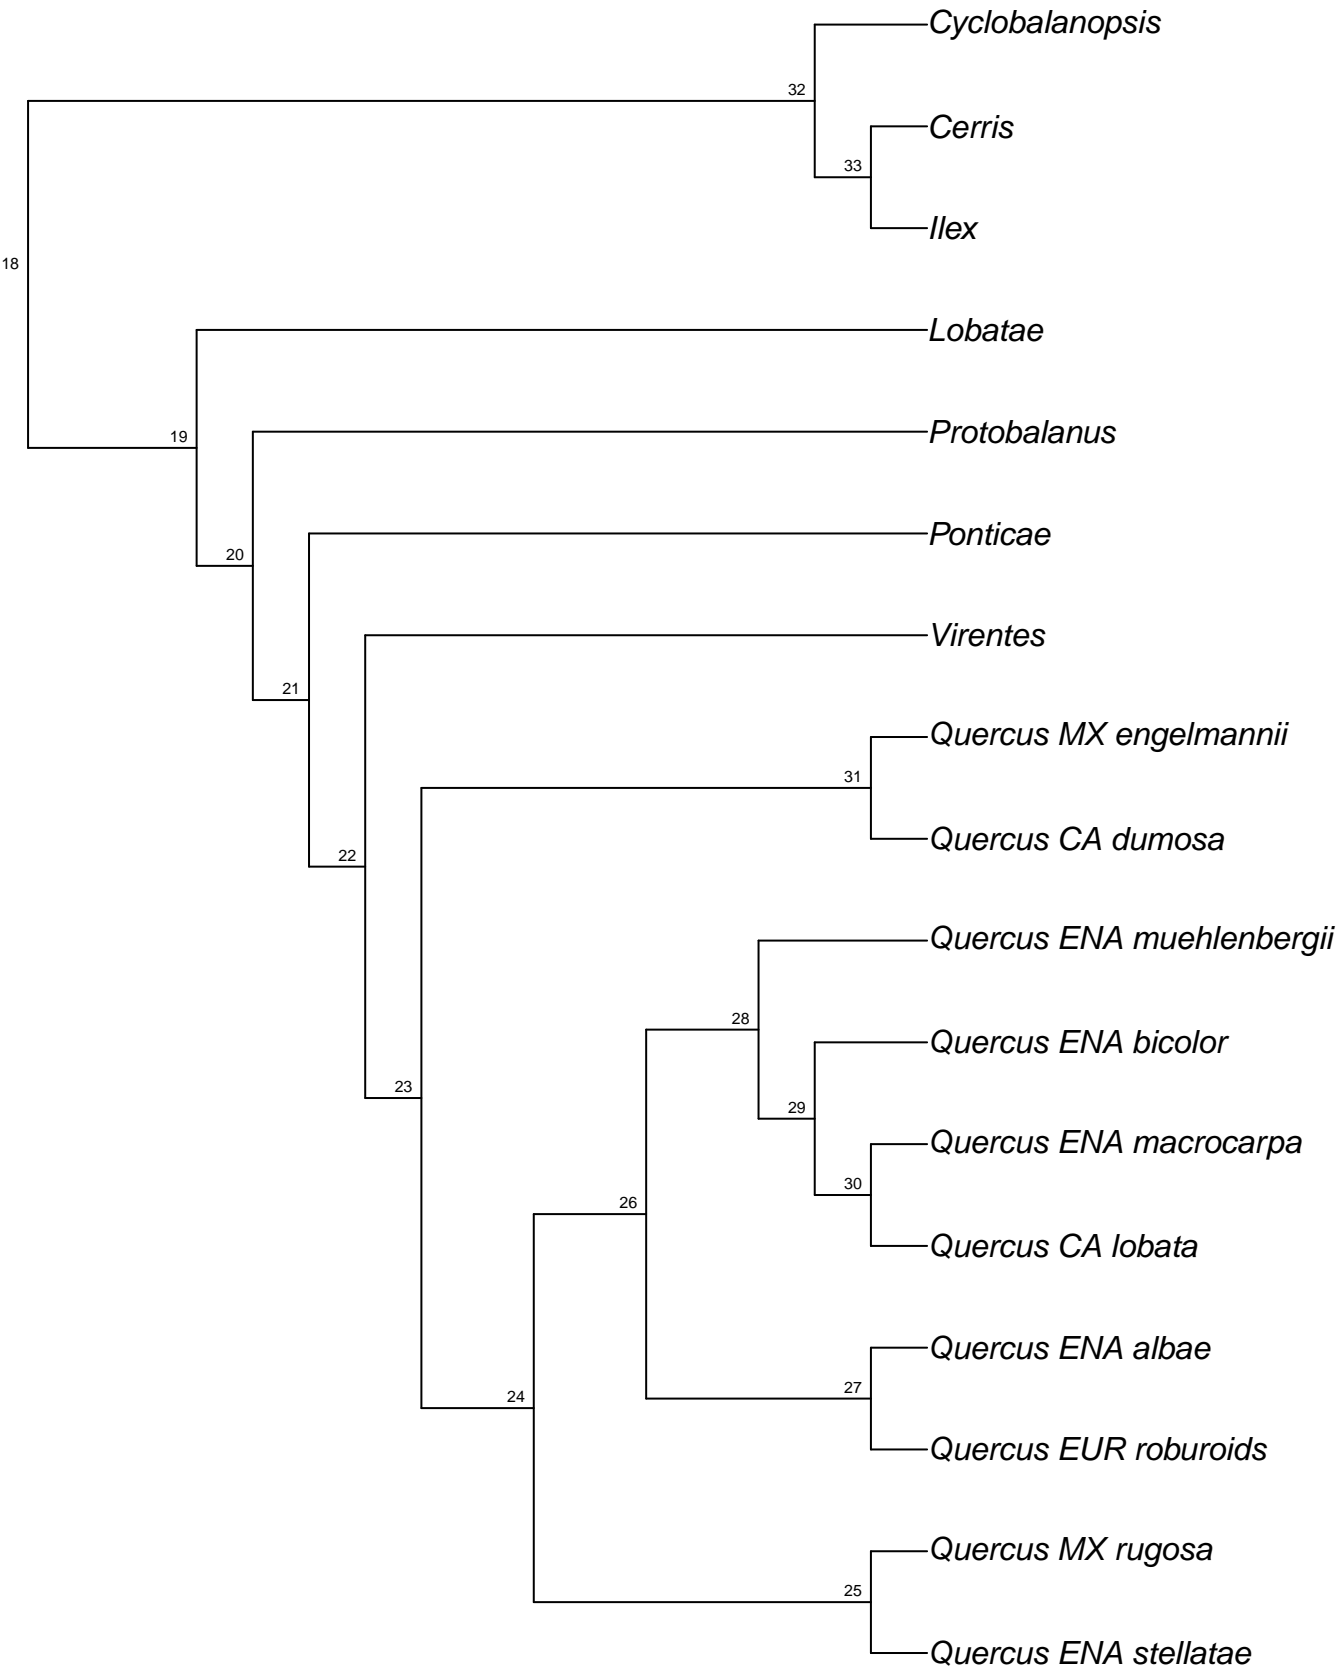 Cyclobalanopsis
32
Cerris
33
Ilex
18
Lobatae
19
Protobalanus
20
Ponticae
Virentes
21
Quercus MX engelmannii
31
Quercus CA dumosa
22
Quercus ENA muehlenbergii
28
Quercus ENA bicolor
23
29
Quercus ENA macrocarpa
30
26
Quercus CA lobata
Quercus ENA albae
27
24
Quercus EUR roburoids
Quercus MX rugosa
25
Quercus ENA stellatae